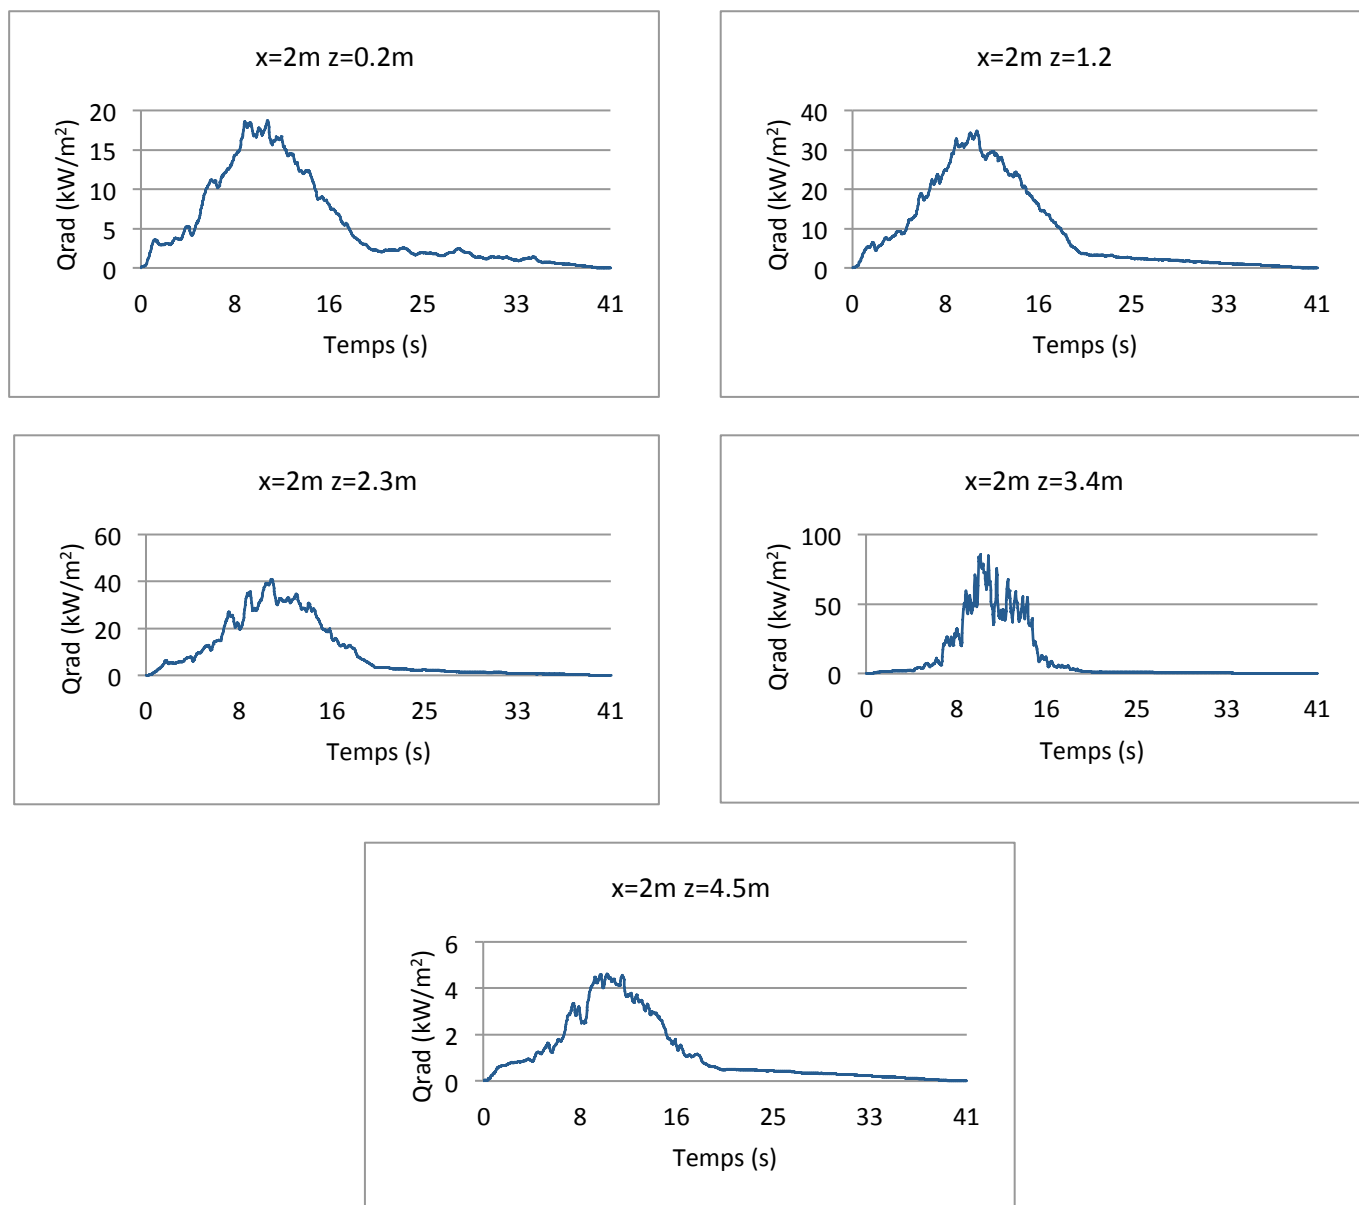 x=2m z=0.2m
Qrad (kW/m²)
20
15
10
5
0
0 8 16 25 33 41
Temps (s)
x=2m z=1.2
Qrad (kW/m²)
40
30
20
10
0
0 8 16 25 33 41
Temps (s)
x=2m z=2.3m
Qrad (kW/m²)
60
40
20
0
0 8 16 25 33 41
Temps (s)
x=2m z=3.4m
Qrad (kw/m²)
100
50
0
0 8 16 25 33 41
Temps (s)
x=2m z=4.5m
Qrad (kW/m²)
6
4
2
0
0 8 16 25 33 41
Temps (s)